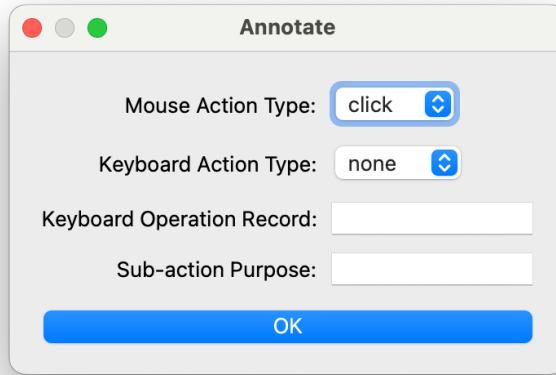 Annotate
Mouse Action Type: click
Keyboard Action Type: none
Keyboard Operation Record:
Sub-action Purpose:
OK